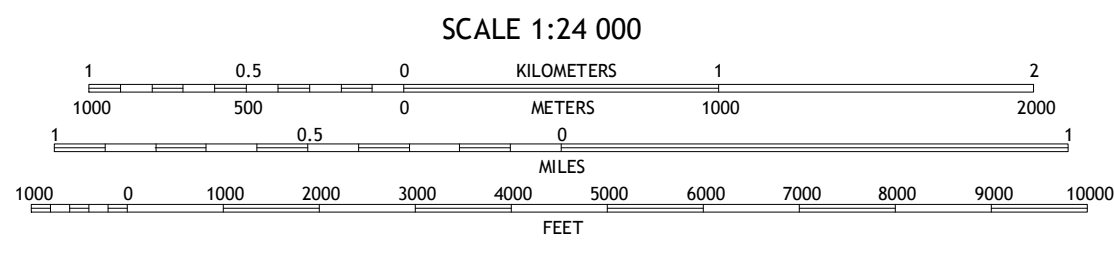 SCALE 1:24 000
1 0.5 0 KILOMETERS 1 2
1000 500 0 METERS 1000 2000
1 0.5 0 1
MILES
1000 0 1000 2000 3000 4000 5000 6000 7000 8000 9000 10000
FEET